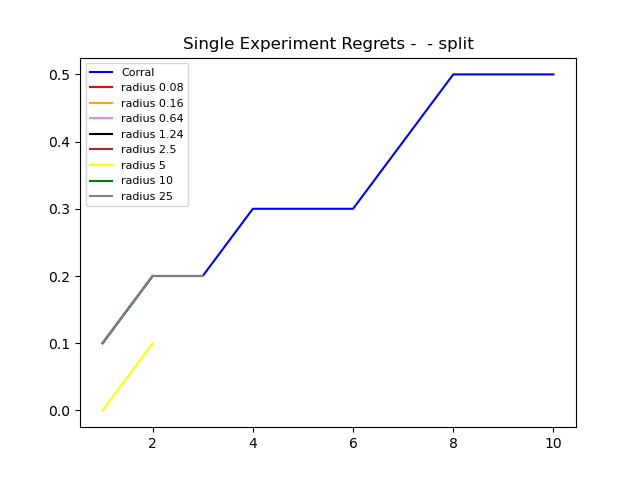 Single Experiment Regrets -  - split
Corral
radius 0.08
radius 0.16
radius 0.64
radius 1.24
radius 2.5
radius 5
radius 10
radius 25
0.5
0.4
0.3
0.2
0.1
0.0
2 4 6 8 10